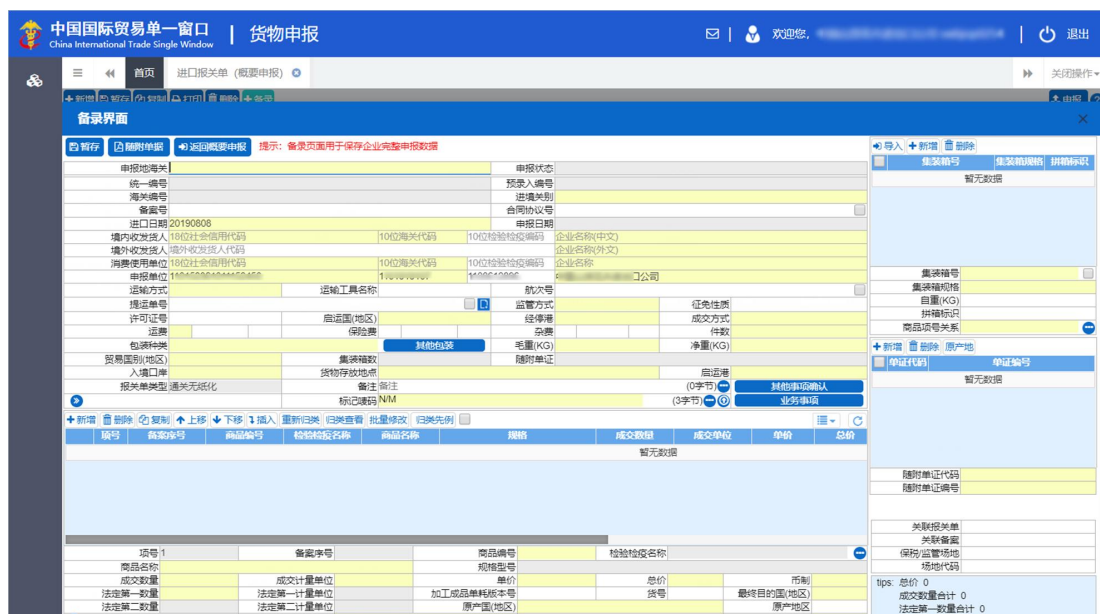 中国国际贸易单一窗口 | 货物申报
China International Trade Single Window
欢迎您,
退出
首页 进口报关单 (概要申报) 关闭操作
新增 暂存 复制 打印 删除 备录 申报
备录界面
暂存 随附单据 返回概要申报 提示:备录页面用于保存企业完整申报数据
申报地海关 申报状态
统一编号 预录入编号
海关编号 进境关别
备案号 合同协议号
进口日期 20190808 申报日期
境内收发货人 18位社会信用代码 10位海关代码 10位检验检疫编码 企业名称(中文)
境外收发货人 境外收发货人代码 企业名称(外文)
消费使用单位 18位社会信用代码 10位海关代码 10位检验检疫编码 企业名称
申报单位 口公司
运输方式 运输工具名称 航次号
提运单号 监管方式 征免性质
许可证号 启运国(地区) 经停港 成交方式
运费 保险费 杂费 件数
包装种类 其他包装 毛重(KG) 净重(KG)
贸易国别(地区) 集装箱数 随附单证
入境口岸 货物存放地点 启运港
报关单类型 通关无纸化 备注 备注 (0字节) 其他事项确认
标记唛码 N/M (3字节) 业务事项
新增 删除 复制 上移 下移 插入 重新归类 归类查看 批量修改 归类先例
项号 备案序号 商品编号 检验检疫名称 商品名称 规格 成交数量 成交单位 单价 总价
暂无数据
项号 1 备案序号 商品编号 检验检疫名称
商品名称 规格型号
成交数量 成交计量单位 单价 总价 币制
法定第一数量 法定第一计量单位 加工成品单耗版本号 货号 最终目的国(地区)
法定第二数量 法定第二计量单位 原产国(地区) 原产地区
导入 新增 删除
集装箱号 集装箱规格 拼箱标识
暂无数据
集装箱号
集装箱规格
自重(KG)
拼箱标识
商品项号关系
新增 删除 原产地
单证代码 单证编号
暂无数据
随附单证代码
随附单证编号
关联报关单
关联备案
保税/监管场地
场地代码
tips: 总价 0
成交数量合计 0
法定第一数量合计 0